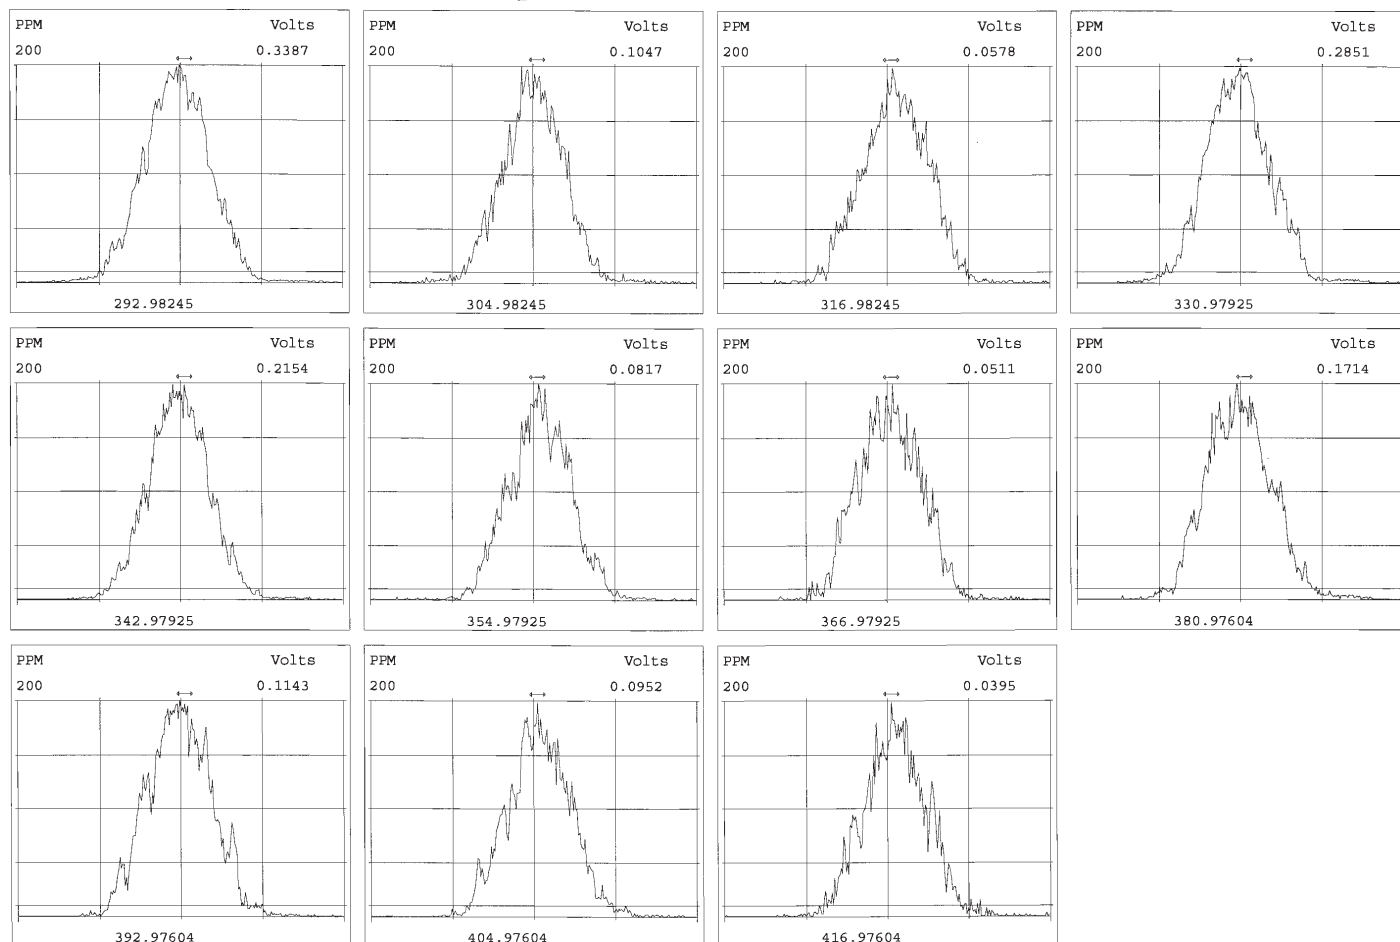 PPM Volts
200 0.3387
292.98245
PPM Volts
200 0.1047
304.98245
PPM Volts
200 0.0578
316.98245
PPM Volts
200 0.2851
330.97925
PPM Volts
200 0.2154
342.97925
PPM Volts
200 0.0817
354.97925
PPM Volts
200 0.0511
366.97925
PPM Volts
200 0.1714
380.97604
PPM Volts
200 0.1143
392.97604
PPM Volts
200 0.0952
404.97604
PPM Volts
200 0.0395
416.97604